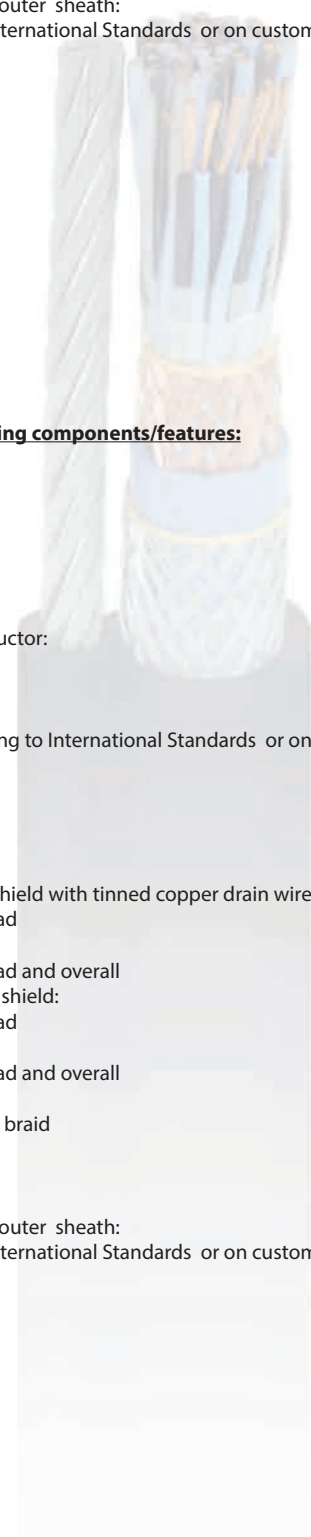 outer sheath:
ternational Standards or on custom
ing components/features:
uctor:
ng to International Standards or on
hield with tinned copper drain wire
ad
ad and overall
shield:
ad
ad and overall
braid
outer sheath:
ternational Standards or on custom